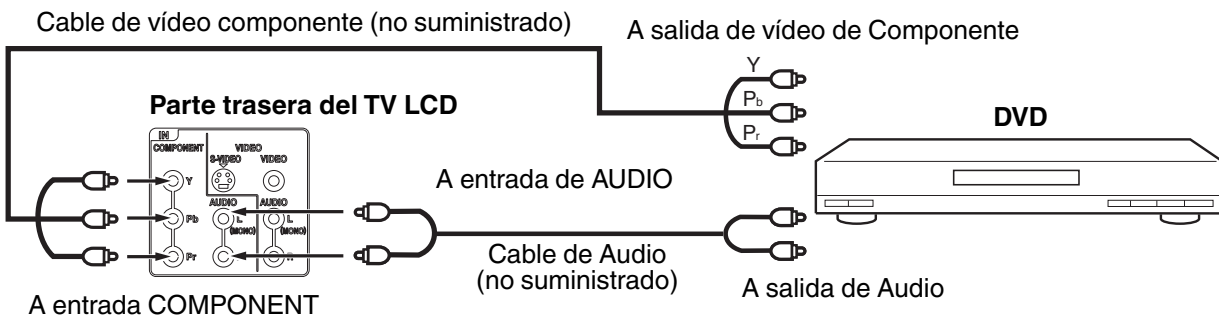 Cable de vídeo componente (no suministrado)
A salida de vídeo de Componente
Y
Pb
Pr
Parte trasera del TV LCD
DVD
IN
COMPONENT
VIDEO
S-VIDEO
VIDEO
Y
AUDIO
AUDIO
Pb
L
L
(MONO)
(MONO)
Pr
A entrada de AUDIO
Cable de Audio
(no suministrado)
A salida de Audio
A entrada COMPONENT